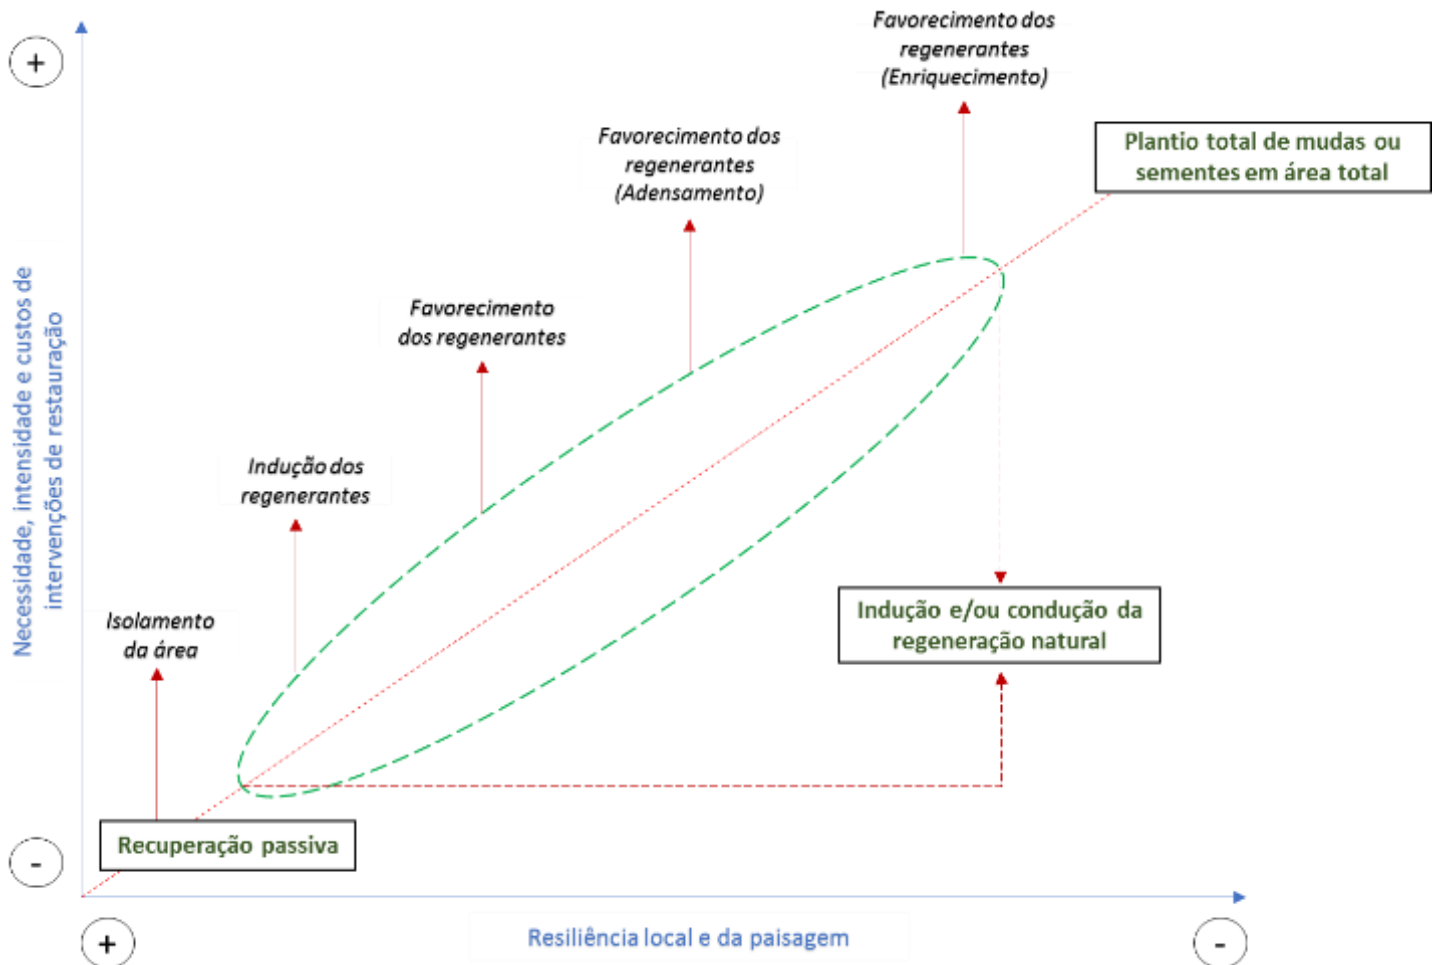 Favorecimento dos
regenerantes
(Enriquecimento)
+
Favorecimento dos
regenerantes
(Adensamento)
Plantio total de mudas ou
sementes em área total
Favorecimento
dos regenerantes
Necessidade, intensidade e custos de
intervenções de restauração
Indução dos
regenerantes
Isolamento
da área
Indução e/ou condução da
regeneração natural
Recuperação passiva
-
+
Resiliência local e da paisagem
-